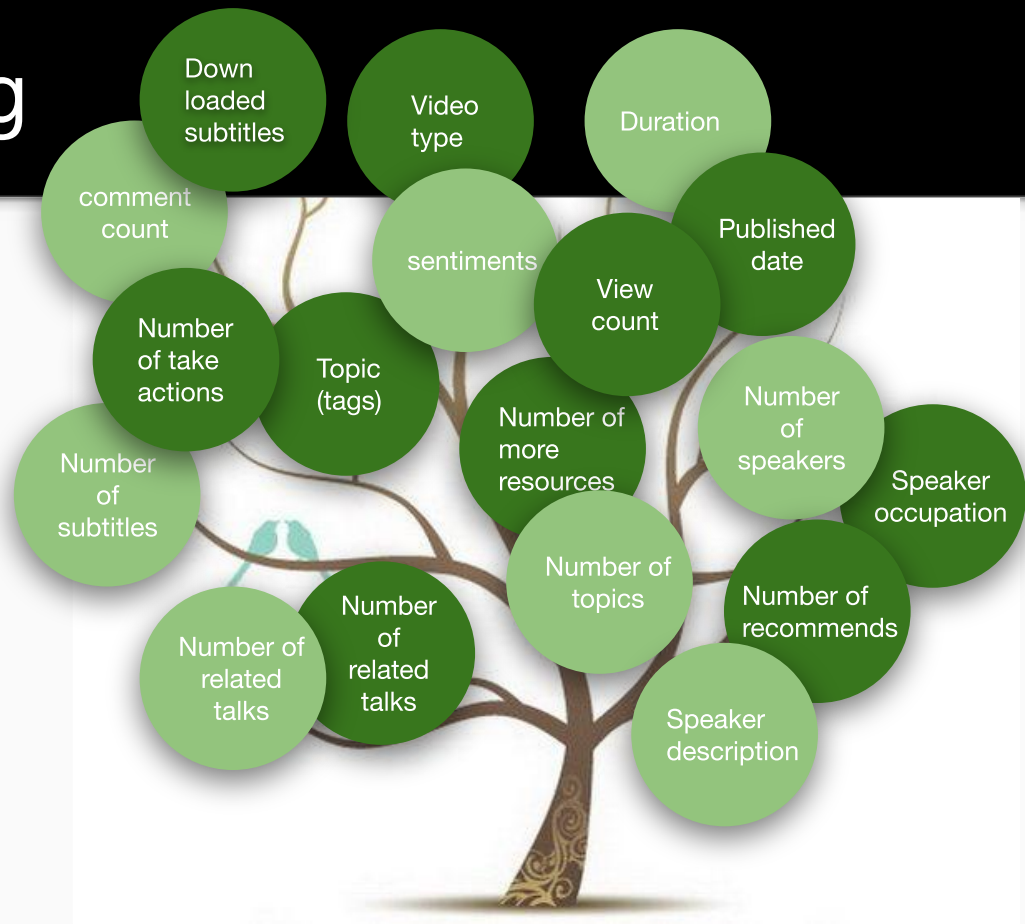 g
Down
loaded
subtitles
Video
type
Duration
comment
count
sentiments
Published
date
View
count
Number
of take
actions
Topic
(tags)
Number of
more
resources
Number
of
speakers
Number
of
subtitles
Speaker
occupation
Number of
topics
Number of
recommends
Number of
related
talks
Number
of
related
talks
Speaker
description